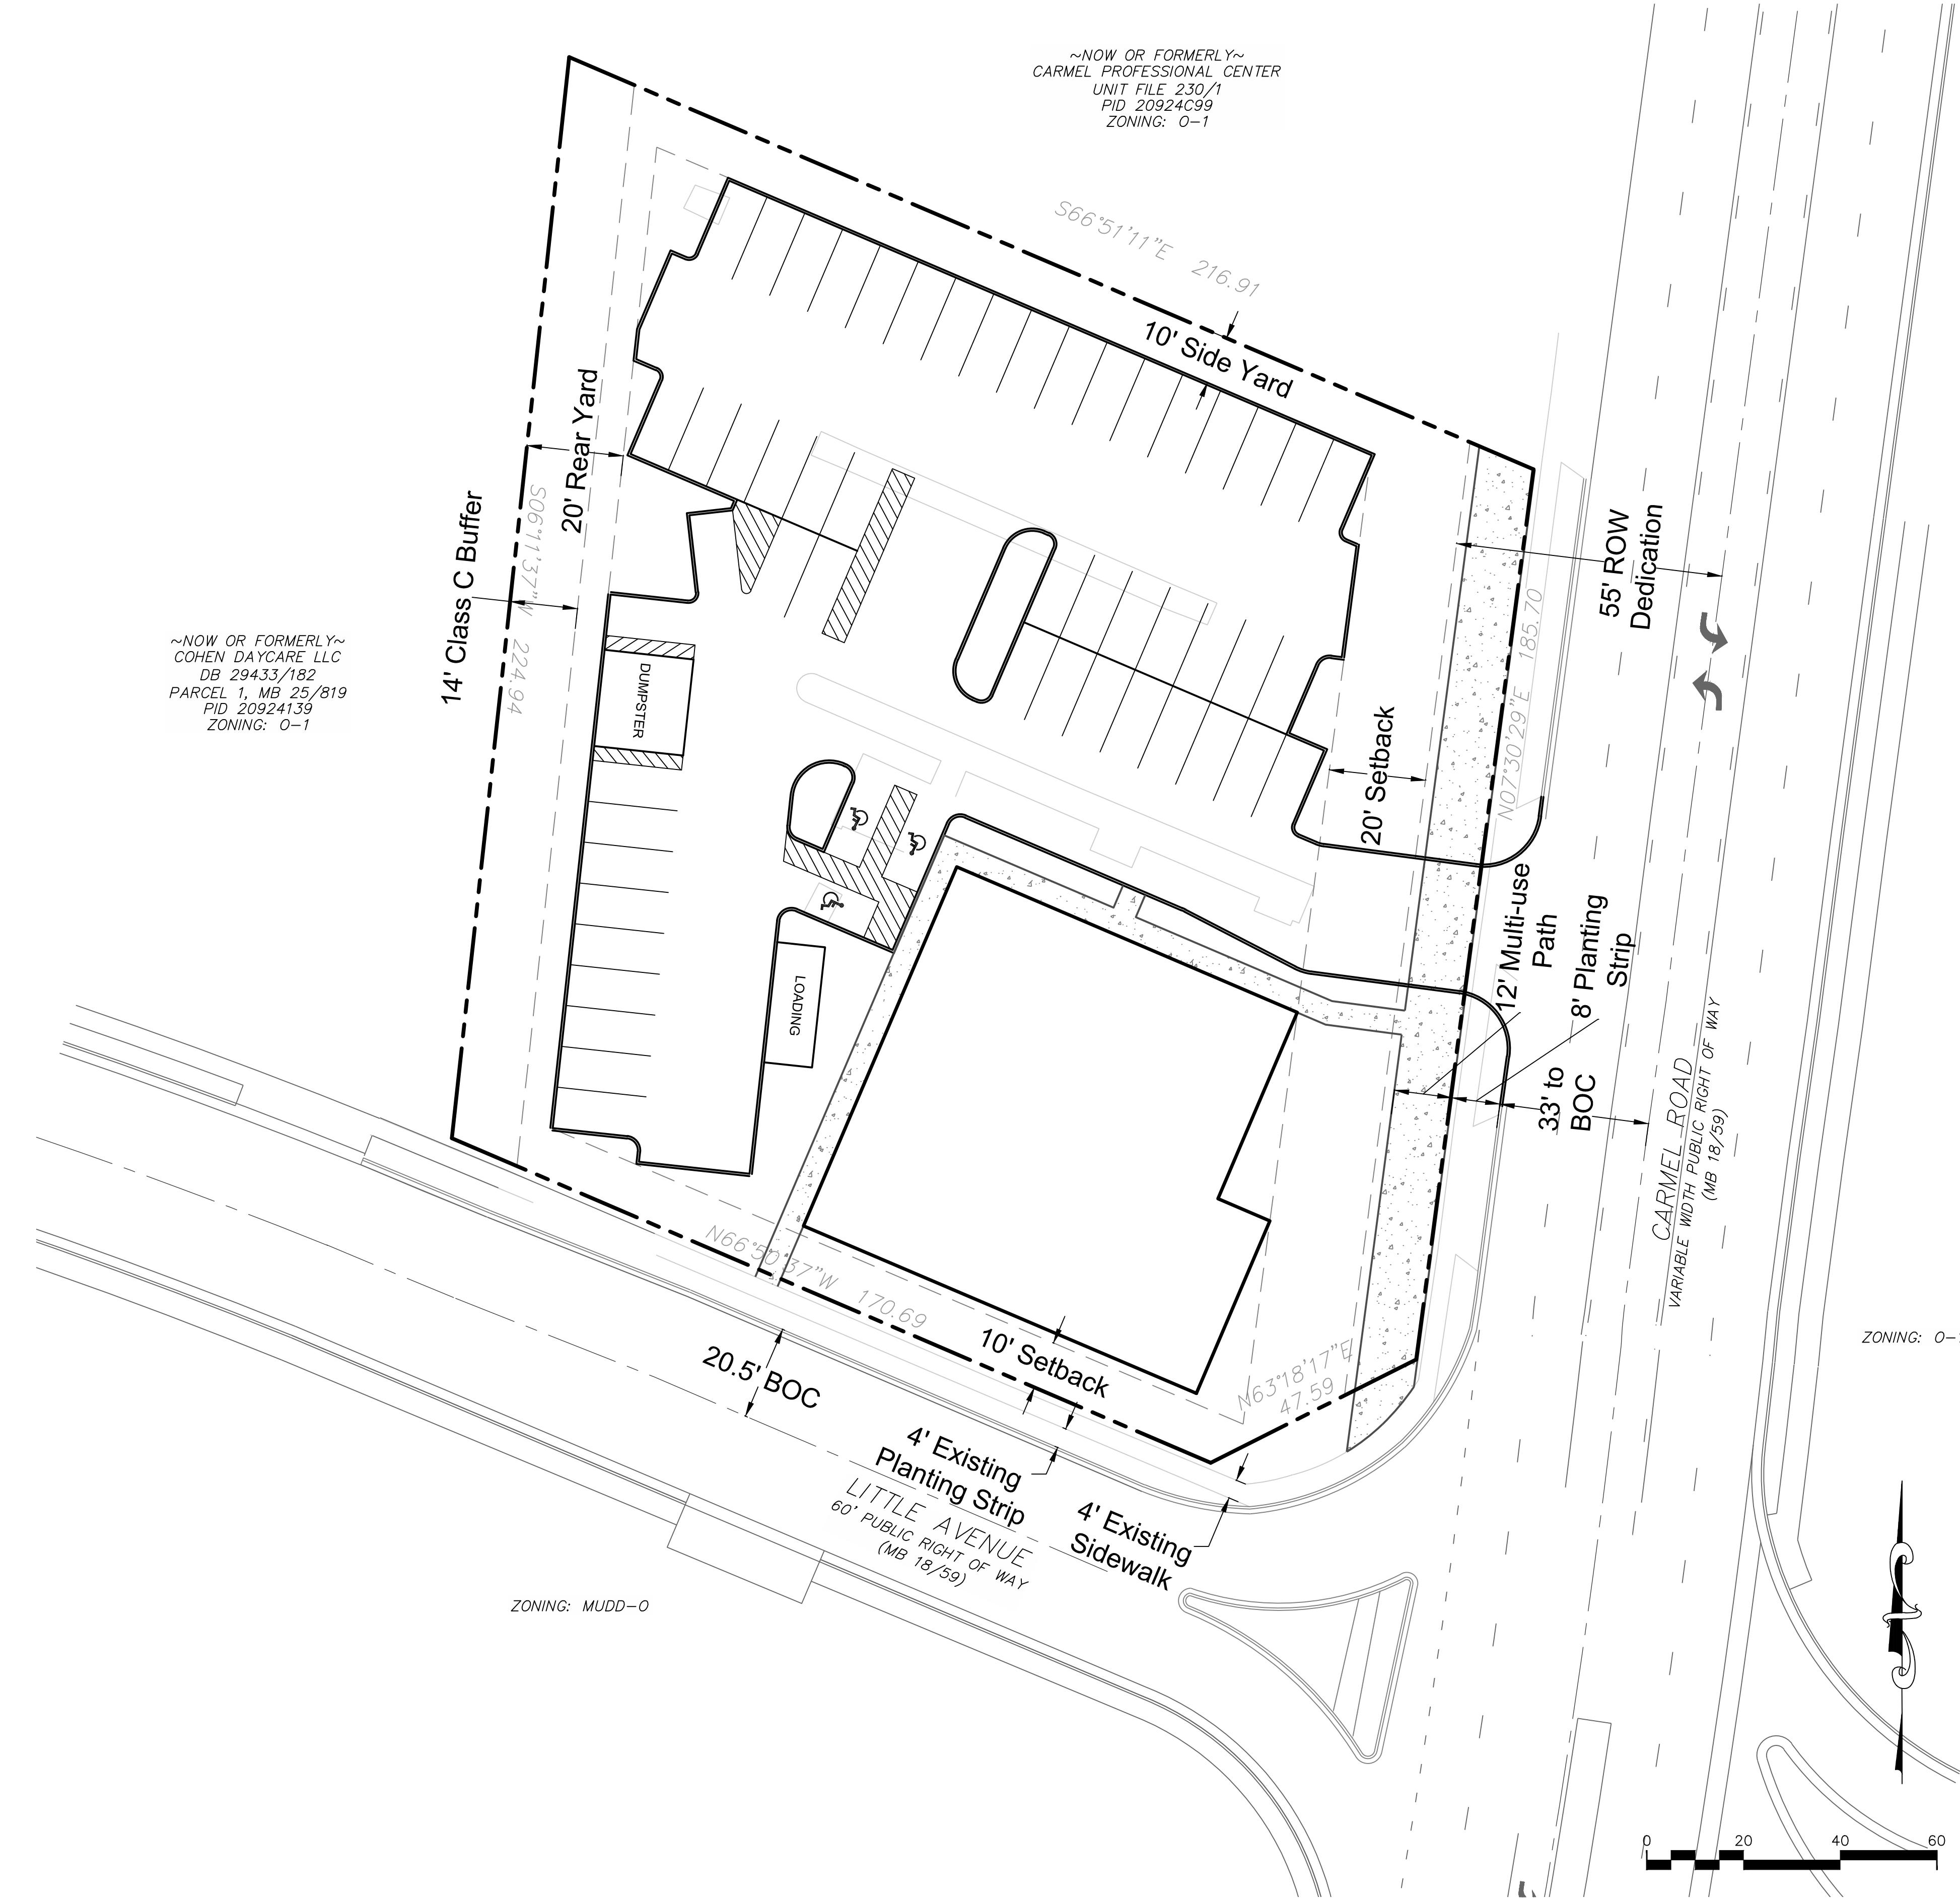 ~NOW OR FORMERLY~
CARMEL PROFESSIONAL CENTER
UNIT FILE 230/1
PID 20924C99
ZONING: O-1
S66°51'11"E 216.91
10' Side Yard
20' Rear Yard
S06°11'37"W 224.94
14' Class C Buffer
~NOW OR FORMERLY~
COHEN DAYCARE LLC
DB 29433/182
PARCEL 1, MB 25/819
PID 20924139
ZONING: O-1
DUMPSTER
LOADING
55' ROW
Dedication
N07°30'29"E 185.70
20' Setback
12' Multi-use
Path
8' Planting
Strip
33' to
BOC
CARMEL ROAD
VARIABLE WIDTH PUBLIC RIGHT OF WAY
(MB 18/59)
ZONING: O-
N66°50'37"W 170.69
10' Setback
N63°18'17"E
47.59
20.5' BOC
4' Existing
Planting Strip
4' Existing
Sidewalk
LITTLE AVENUE
60' PUBLIC RIGHT OF WAY
(MB 18/59)
ZONING: MUDD-O
0 20 40 60